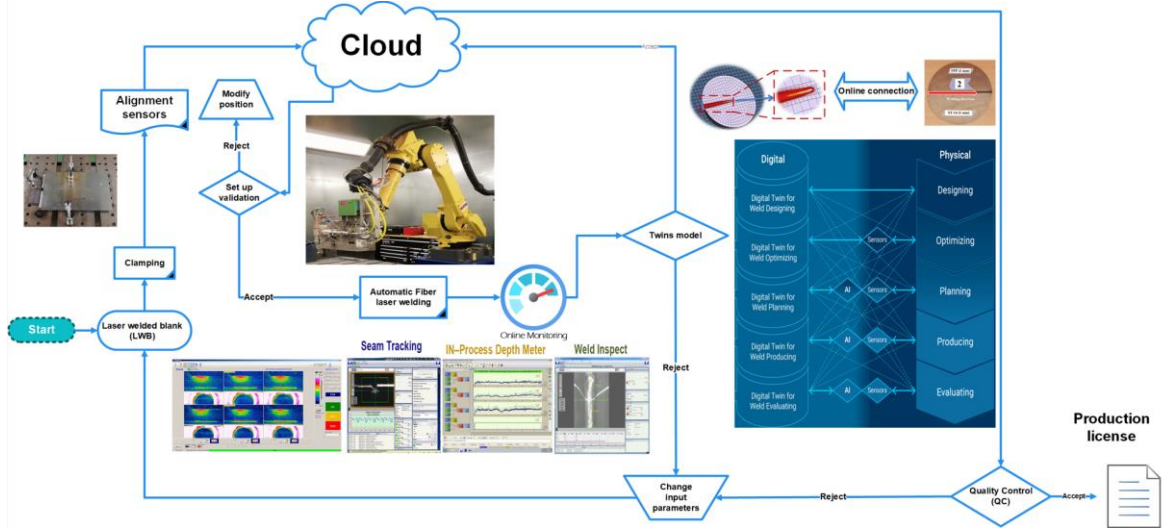 Cloud
Accept
Alignment
sensors
Modify
position
Reject
Set up
validation
Online connection
2
Digital
Physical
Digital Twin for
Weld Designing
Designing
Digital Twin for
Weld Optimizing
Sensors
Optimizing
Digital Twin for
Weld Planning
AI
Sensors
Planning
Digital Twin for
Weld Producing
AI
Sensors
Producing
Digital Twin for
Weld Evaluating
AI
Sensors
Evaluating
Twins model
Clamping
Accept
Automatic Fiber
laser welding
Online Monitoring
Start
Laser welded blank
(LWB)
Seam Tracking
IN–Process Depth Meter
Weld Inspect
Reject
Production
license
Change
input
parameters
Reject
Quality Control
(QC)
Accept